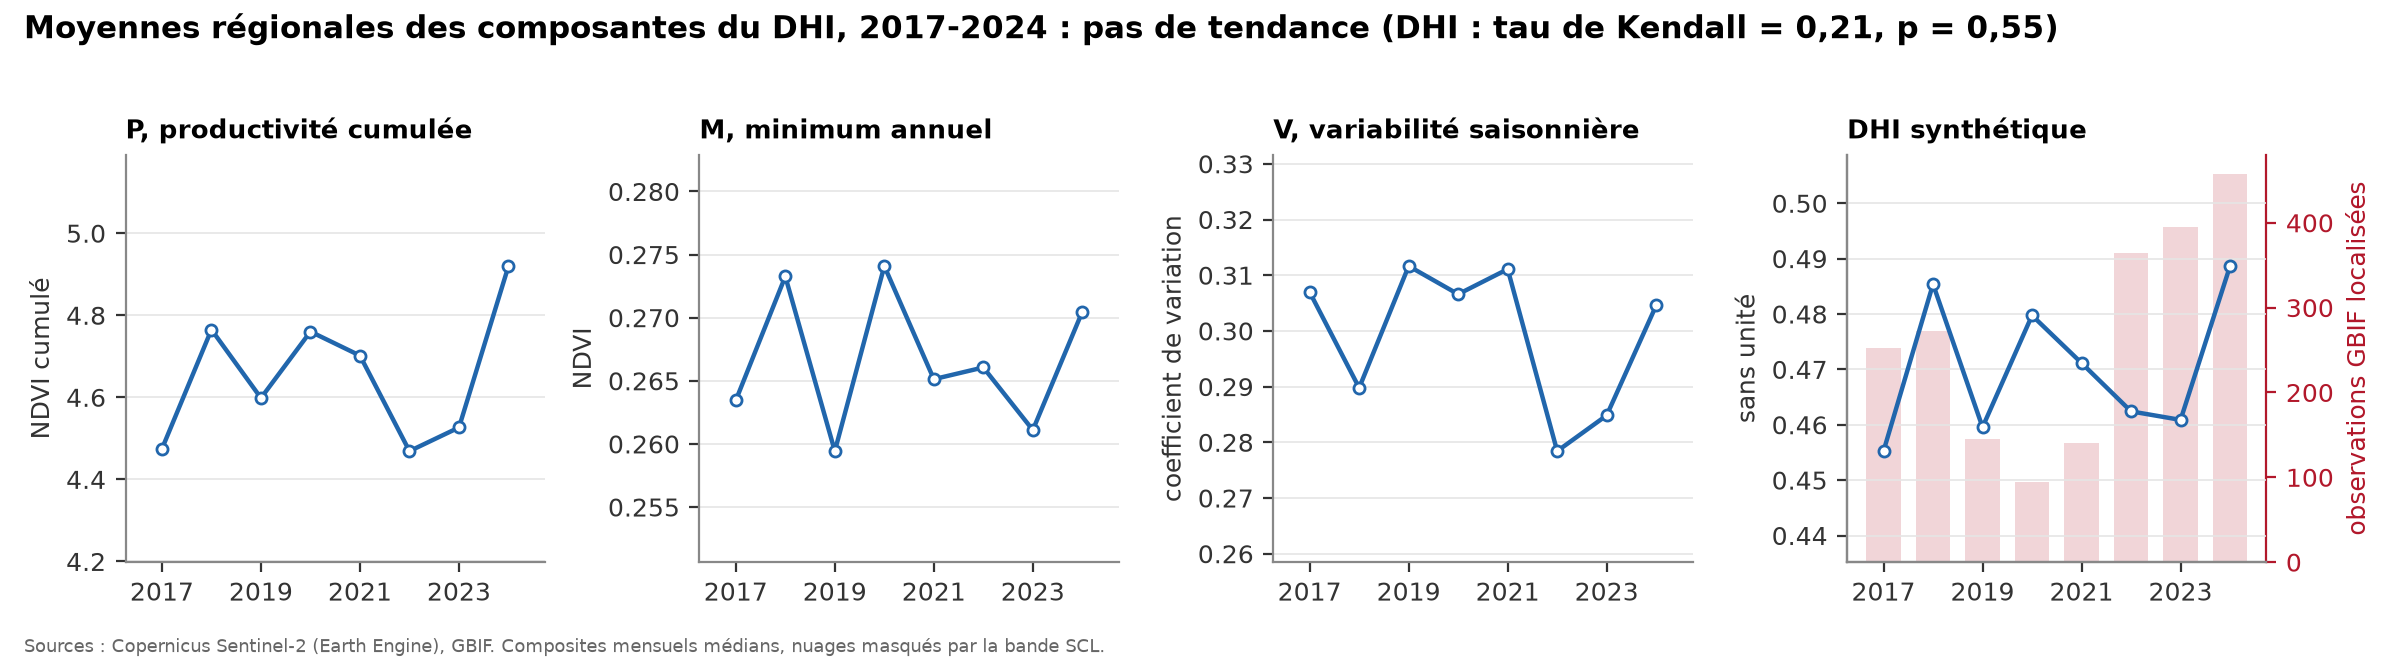 Moyennes régionales des composantes du DHI, 2017-2024 : pas de tendance (DHI : tau de Kendall = 0,21, p = 0,55)
P, productivité cumulée
NDVI cumulé
5.0
4.8
4.6
4.4
4.2
2017 2019 2021 2023
M, minimum annuel
NDVI
0.280
0.275
0.270
0.265
0.260
0.255
2017 2019 2021 2023
V, variabilité saisonnière
coefficient de variation
0.33
0.32
0.31
0.30
0.29
0.28
0.27
0.26
2017 2019 2021 2023
DHI synthétique
sans unité
0.50
0.49
0.48
0.47
0.46
0.45
0.44
2017 2019 2021 2023
400
300
200
100
0
observations GBIF localisées
Sources : Copernicus Sentinel-2 (Earth Engine), GBIF. Composites mensuels médians, nuages masqués par la bande SCL.